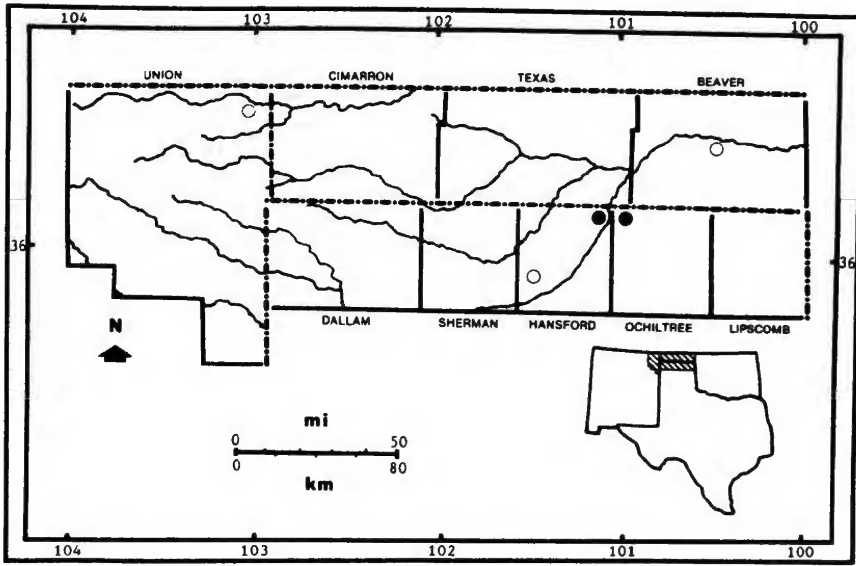 104 103 102 101 100
UNION CIMARRON TEXAS BEAVER
36 36
DALLAM SHERMAN HANSFORD OCHILTREE LIPSCOMB
N
mi
0 50
0 80
km
104 103 102 101 100